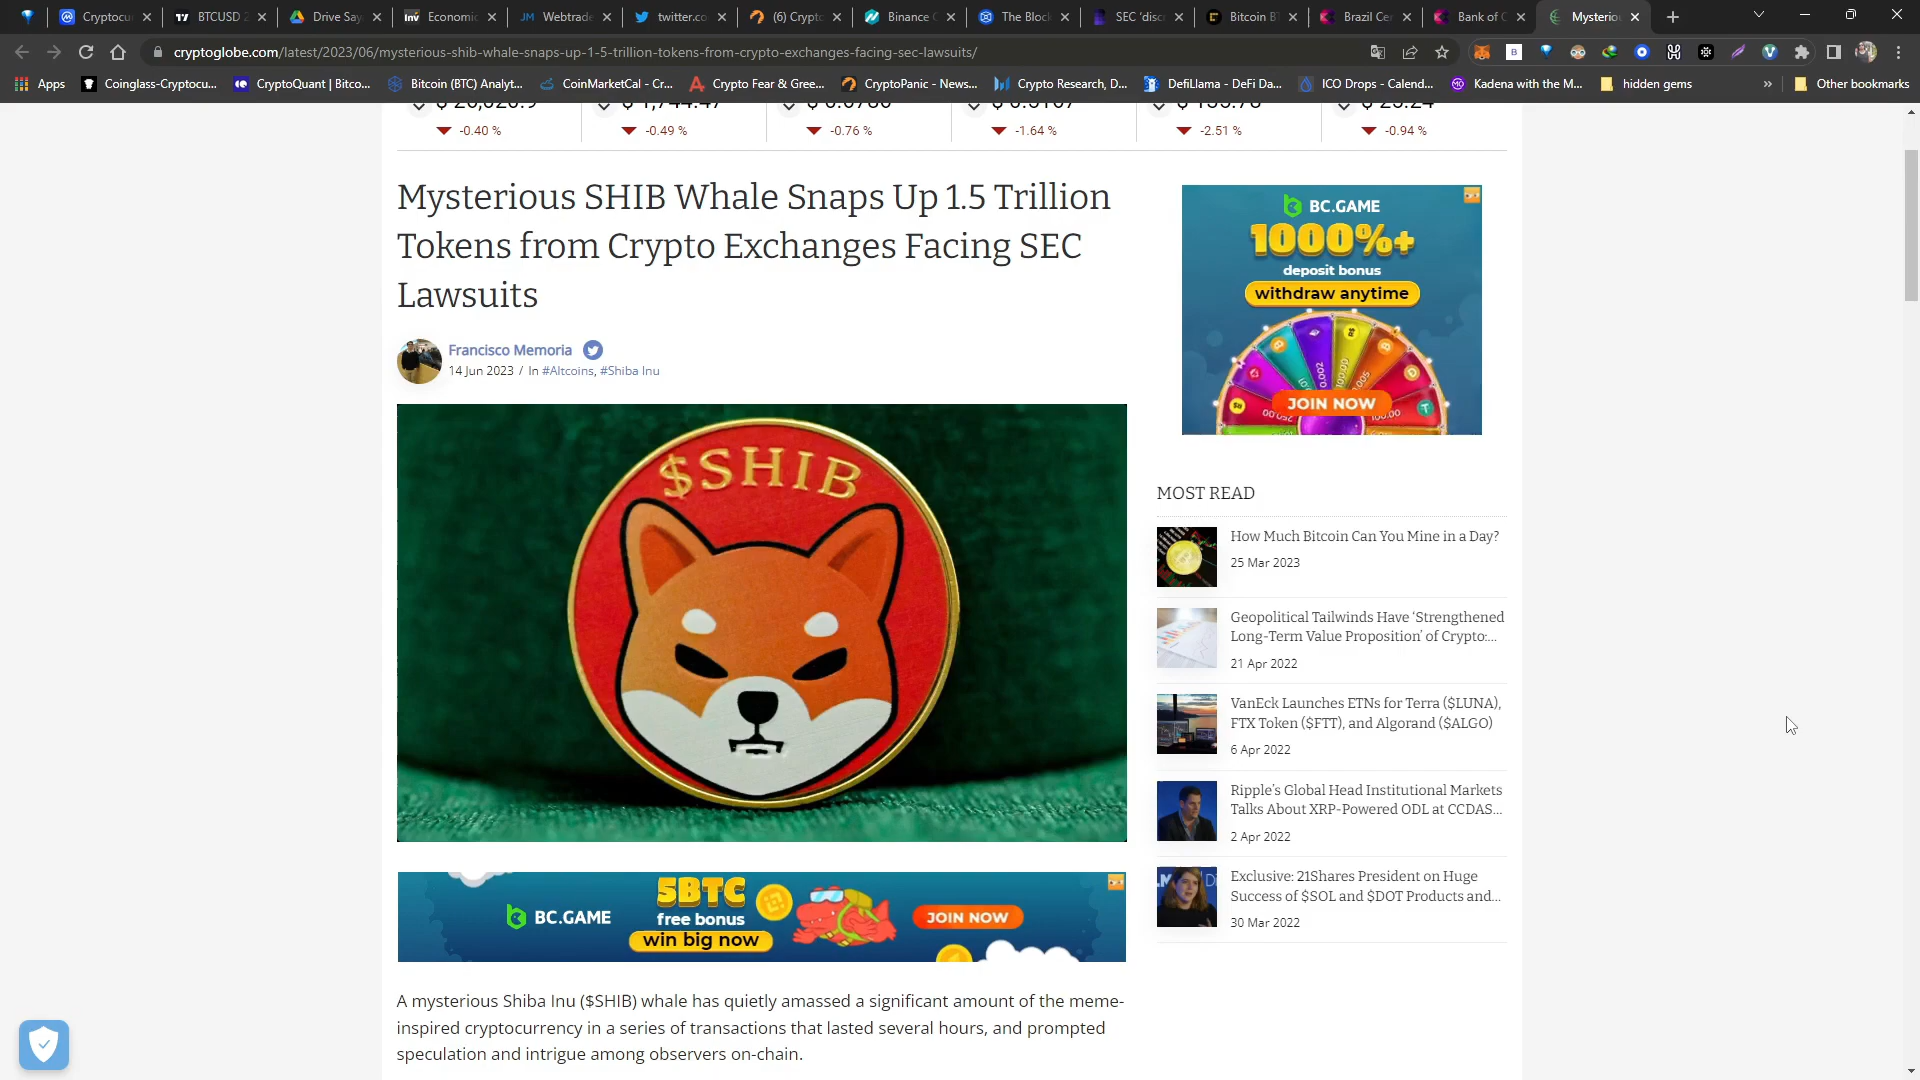 Cryptocu
BTCUSD 2
Drive Say
Economic
Webtrade
twitter.co
(6) Crypto
Binance C
The Block
SEC 'disc
Bitcoin B
Brazil Cen
Bank of C
Mysterio
cryptoglobe.com/latest/2023/06/mysterious-shib-whale-snaps-up-1-5-trillion-tokens-from-crypto-exchanges-facing-sec-lawsuits/
Apps
Coinglass-Cryptocu...
CryptoQuant | Bitco...
Bitcoin (BTC) Analyt...
CoinMarketCal - Cr...
Crypto Fear & Gree...
CryptoPanic - News...
Crypto Research, D...
DefiLlama - DeFi Da...
ICO Drops - Calend...
Kadena with the M...
hidden gems
»
Other bookmarks
-0.40 %
-0.49 %
-0.76 %
-1.64 %
-2.51 %
-0.94 %
Mysterious SHIB Whale Snaps Up 1.5 Trillion
Tokens from Crypto Exchanges Facing SEC
Lawsuits
Francisco Memoria
14 Jun 2023 / In #Altcoins, #Shiba Inu
$SHIB
BC.GAME
5BTC
free bonus
win big now
JOIN NOW
A mysterious Shiba Inu ($SHIB) whale has quietly amassed a significant amount of the meme-
inspired cryptocurrency in a series of transactions that lasted several hours, and prompted
speculation and intrigue among observers on-chain.
BC.GAME
1000%+
deposit bonus
withdraw anytime
JOIN NOW
MOST READ
How Much Bitcoin Can You Mine in a Day?
25 Mar 2023
Geopolitical Tailwinds Have ‘Strengthened
Long-Term Value Proposition’ of Crypto:...
21 Apr 2022
VanEck Launches ETNs for Terra ($LUNA),
FTX Token ($FTT), and Algorand ($ALGO)
6 Apr 2022
Ripple’s Global Head Institutional Markets
Talks About XRP-Powered ODL at CCDAS...
2 Apr 2022
Exclusive: 21Shares President on Huge
Success of $SOL and $DOT Products and...
30 Mar 2022